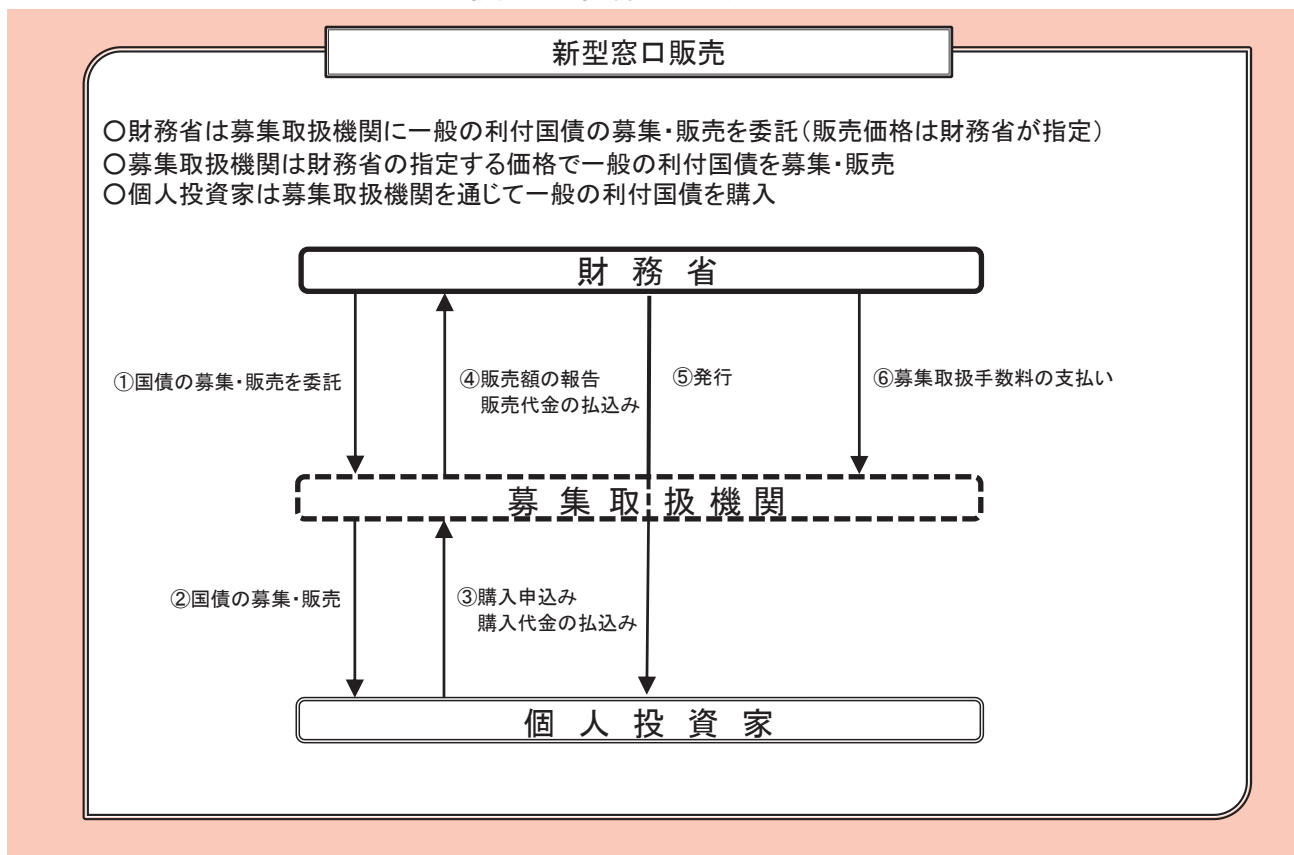 新型窓口販売
○財務省は募集取扱機関に一般の利付国債の募集・販売を委託（販売価格は財務省が指定）
○募集取扱機関は財務省の指定する価格で一般の利付国債を募集・販売
○個人投資家は募集取扱機関を通じて一般の利付国債を購入
財務省
①国債の募集・販売を委託
④販売額の報告
販売代金の払込み
⑤発行
⑥募集取扱手数料の支払い
募集取扱機関
②国債の募集・販売
③購入申込み
購入代金の払込み
個人投資家